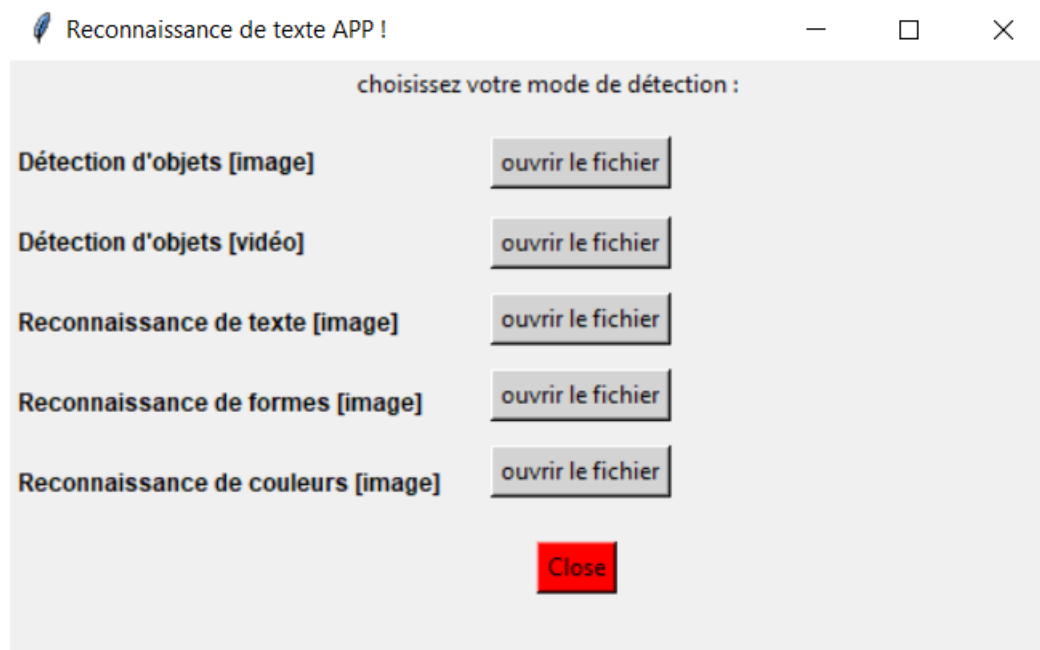 Reconnaissance de texte APP !
choisissez votre mode de détection :
Détection d'objets [image] ouvrir le fichier
Détection d'objets [vidéo] ouvrir le fichier
Reconnaissance de texte [image] ouvrir le fichier
Reconnaissance de formes [image] ouvrir le fichier
Reconnaissance de couleurs [image] ouvrir le fichier
Close